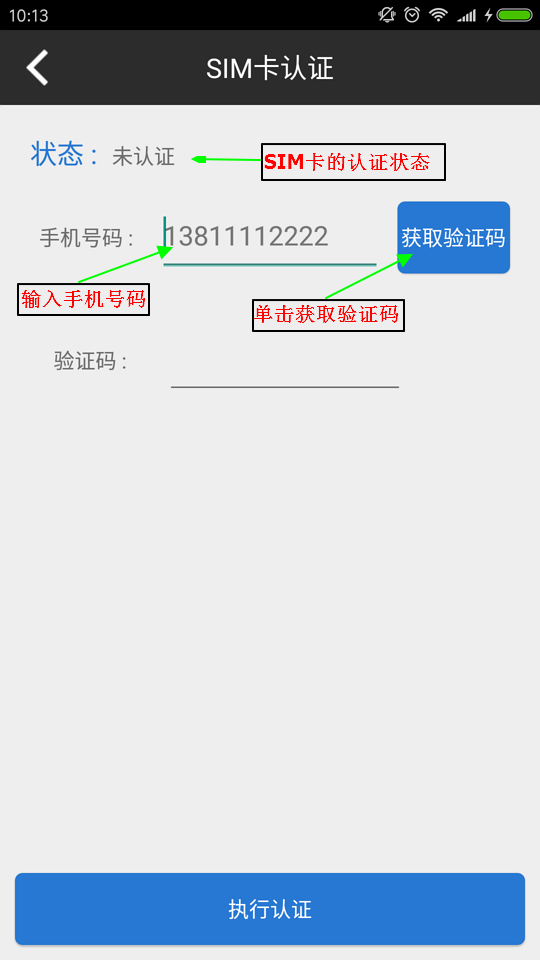 10:13
SIM卡认证
状态： 未认证
SIM卡的认证状态
手机号码： 13811112222 获取验证码
输入手机号码
单击获取验证码
验证码：
执行认证